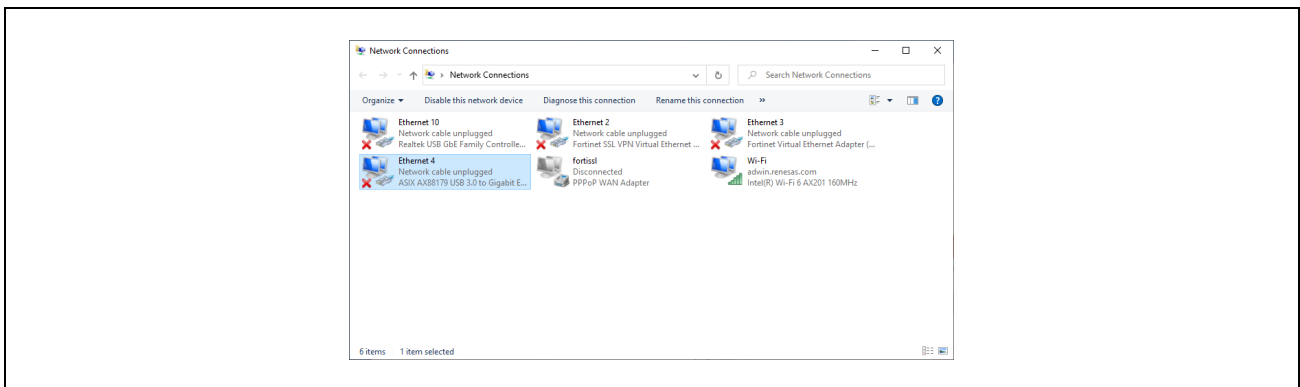 Network Connections
Network Connections
Search Network Connections
Organize
Disable this network device
Diagnose this connection
Rename this connection
»
Ethernet 10
Network cable unplugged
Realtek USB GbE Family Controlle...
Ethernet 2
Network cable unplugged
Fortinet SSL VPN Virtual Ethernet ...
Ethernet 3
Network cable unplugged
Fortinet Virtual Ethernet Adapter (...
Ethernet 4
Network cable unplugged
ASIX AX88179 USB 3.0 to Gigabit E...
fortissl
Disconnected
PPPoP WAN Adapter
Wi-Fi
adwin.renesas.com
Intel(R) Wi-Fi 6 AX201 160MHz
6 items
1 item selected